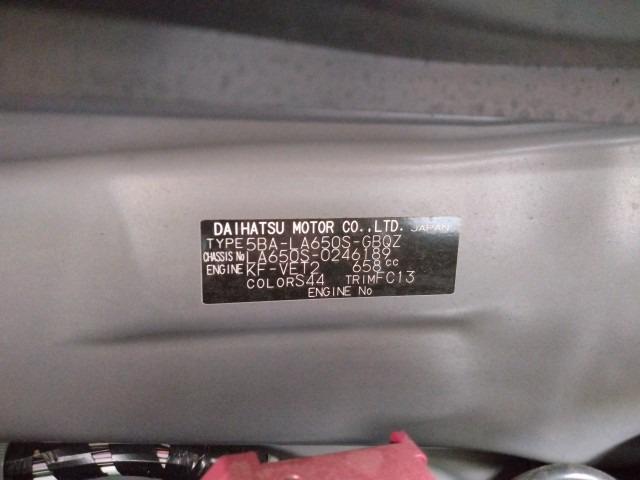 DAIHATSU MOTOR CO.,LTD. JAPAN
TYPE 5BA-LA650S-GBQZ
CHASSIS No LA650S-0246189
ENGINE KF-VET2 658cc
COLOR S44 TRIM FC13
ENGINE No